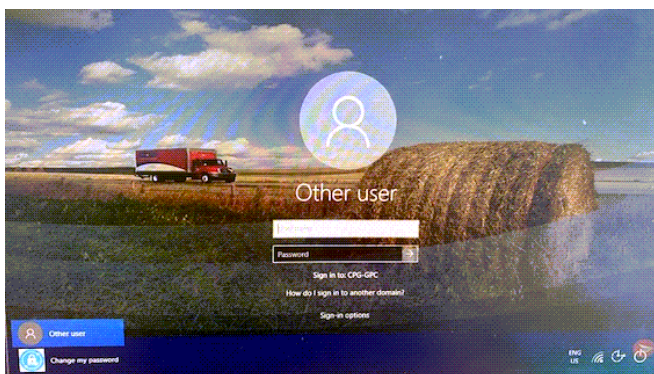 Other user
Password
Sign in to: CPG-GPC
How do I sign in to another domain?
Sign-in options
Other user
Change my password
ENG
US